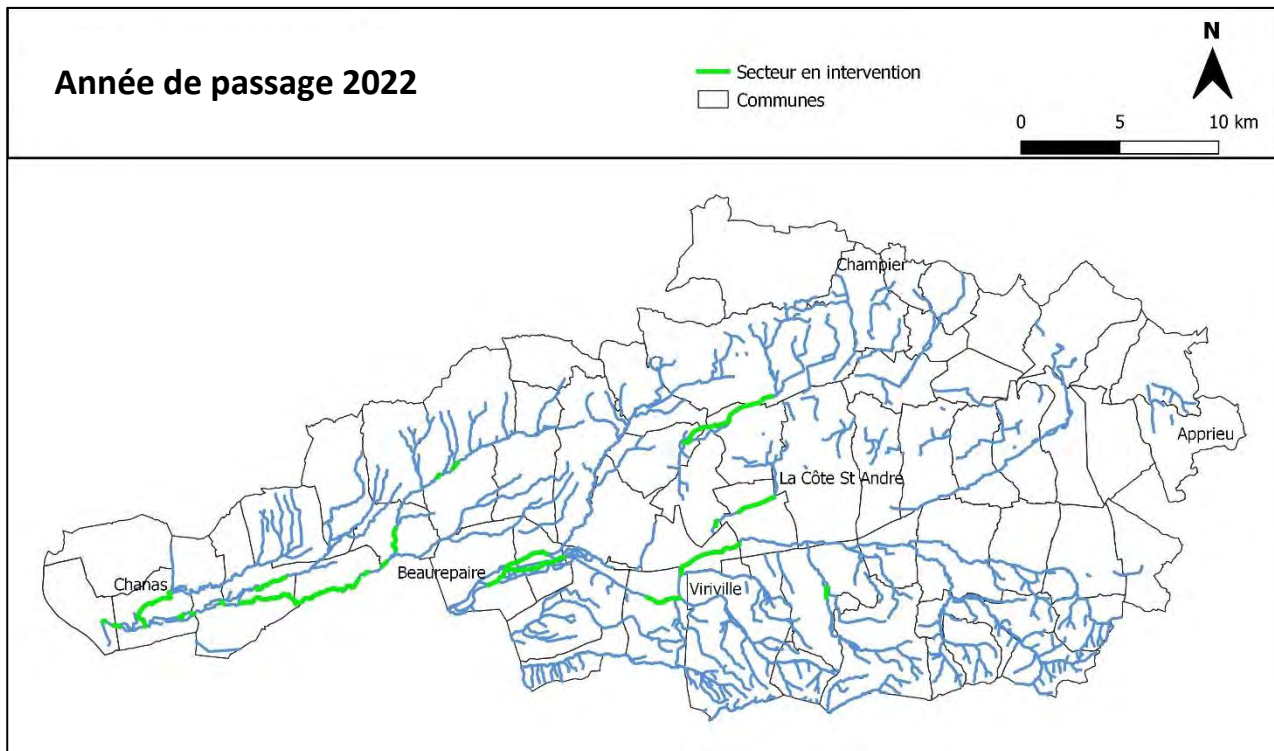 Année de passage 2022
Secteur en intervention
Communes
N
0 5 10 km
Champier
Apprieu
La Côte St André
Beaurepaire
Chanas
Viriville